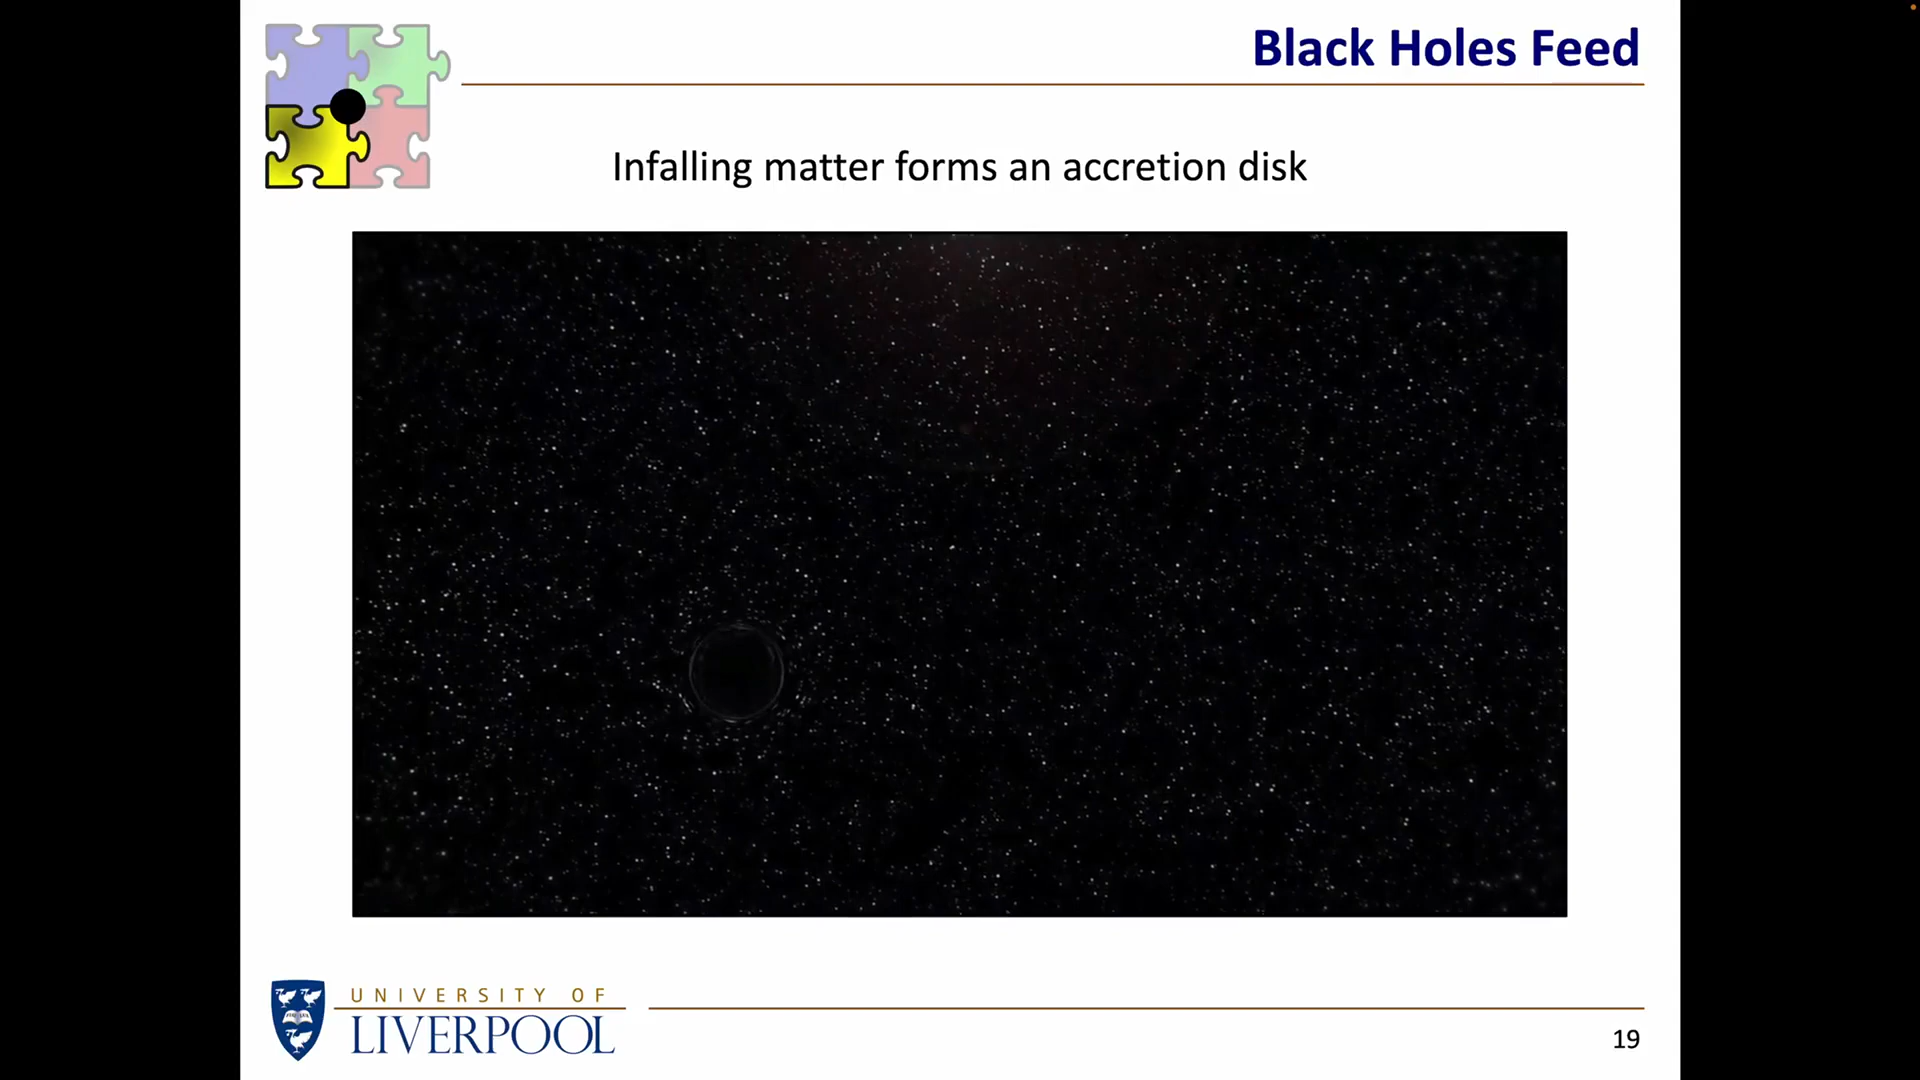 Black Holes Feed
Infalling matter forms an accretion disk
UNIVERSITY OF
LIVERPOOL
19